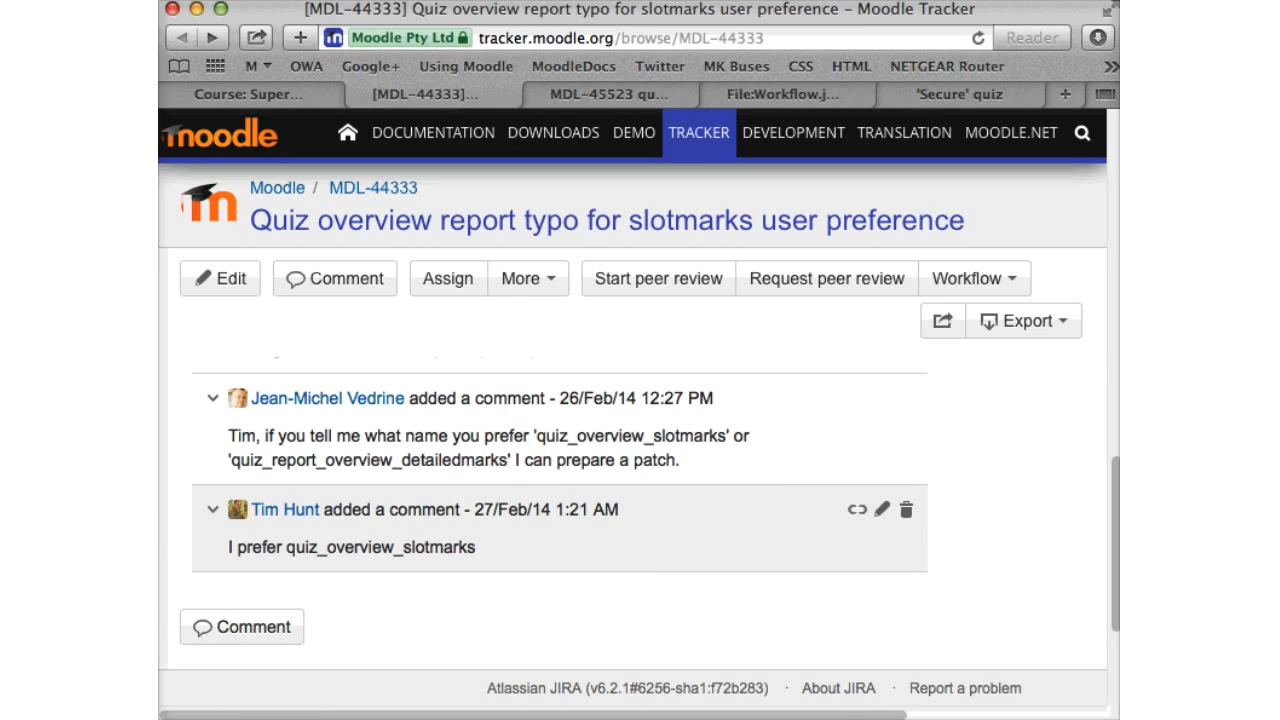 [MDL-44333] Quiz overview report typo for slotmarks user preference – Moodle Tracker
Moodle Pty Ltd tracker.moodle.org/browse/MDL-44333 Reader
M OWA Google+ Using Moodle MoodleDocs Twitter MK Buses CSS HTML NETGEAR Router
Course: Super... [MDL-44333]... MDL-45523 qu... File:Workflow.j... 'Secure' quiz
moodle DOCUMENTATION DOWNLOADS DEMO TRACKER DEVELOPMENT TRANSLATION MOODLE.NET
Moodle / MDL-44333
Quiz overview report typo for slotmarks user preference
Edit Comment Assign More Start peer review Request peer review Workflow
Export
Jean-Michel Vedrine added a comment - 26/Feb/14 12:27 PM
Tim, if you tell me what name you prefer 'quiz_overview_slotmarks' or
'quiz_report_overview_detailedmarks' I can prepare a patch.
Tim Hunt added a comment - 27/Feb/14 1:21 AM
I prefer quiz_overview_slotmarks
Comment
Atlassian JIRA (v6.2.1#6256-sha1:f72b283) · About JIRA · Report a problem